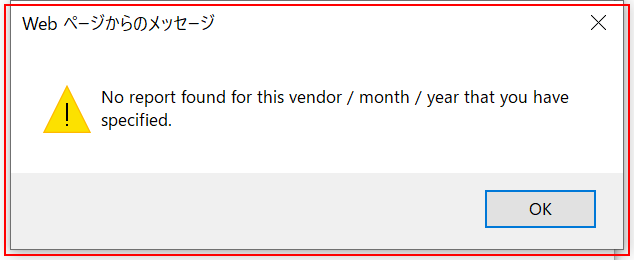 Web ページからのメッセージ
No report found for this vendor / month / year that you have
specified.
OK